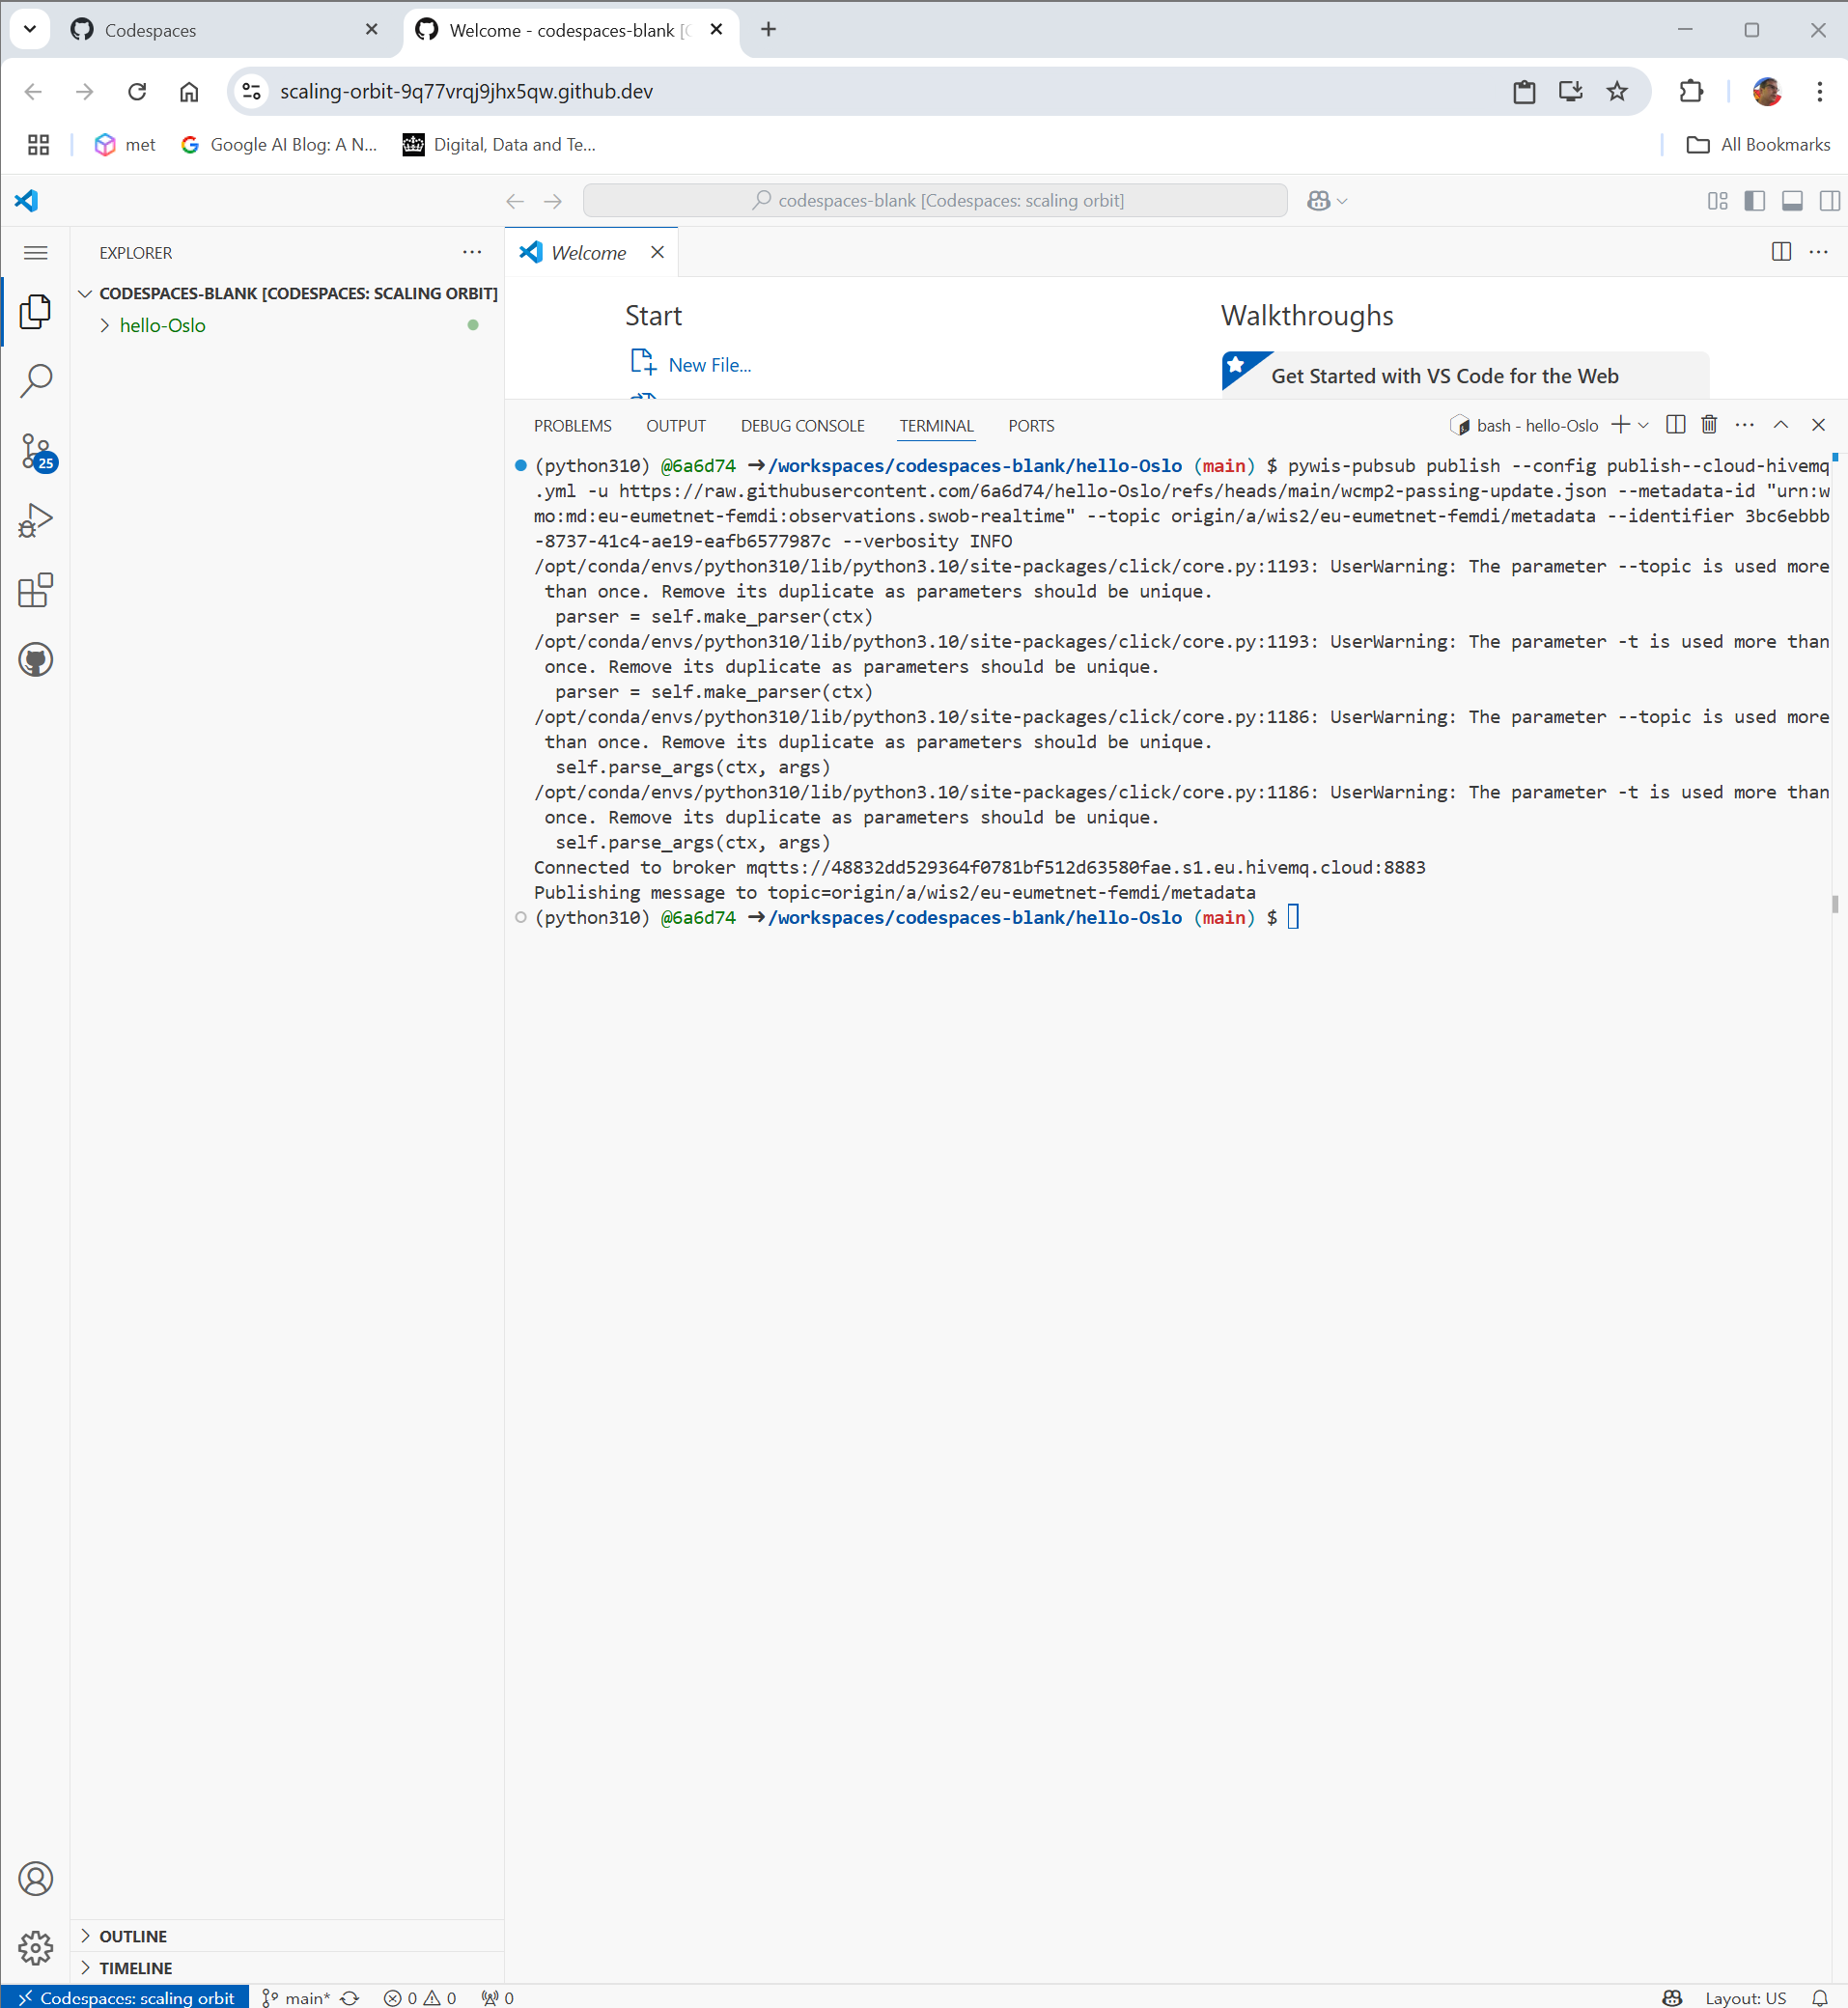 Codespaces
Welcome - codespaces-blank [C
scaling-orbit-9q77vrqj9jhx5qw.github.dev
met
Google AI Blog: A N...
Digital, Data and Te...
All Bookmarks
codespaces-blank [Codespaces: scaling orbit]
EXPLORER
CODESPACES-BLANK [CODESPACES: SCALING ORBIT]
hello-Oslo
25
Welcome
Start
New File...
Walkthroughs
Get Started with VS Code for the Web
PROBLEMS OUTPUT DEBUG CONSOLE TERMINAL PORTS
bash - hello-Oslo
(python310) @6a6d74 ➜/workspaces/codespaces-blank/hello-Oslo (main) $ pywis-pubsub publish --config publish--cloud-hivemq
.yml -u https://raw.githubusercontent.com/6a6d74/hello-Oslo/refs/heads/main/wcmp2-passing-update.json --metadata-id "urn:w
mo:md:eu-eumetnet-femdi:observations.swob-realtime" --topic origin/a/wis2/eu-eumetnet-femdi/metadata --identifier 3bc6ebbb
-8737-41c4-ae19-eafb6577987c --verbosity INFO
/opt/conda/envs/python310/lib/python3.10/site-packages/click/core.py:1193: UserWarning: The parameter --topic is used more
than once. Remove its duplicate as parameters should be unique.
parser = self.make_parser(ctx)
/opt/conda/envs/python310/lib/python3.10/site-packages/click/core.py:1193: UserWarning: The parameter -t is used more than
once. Remove its duplicate as parameters should be unique.
parser = self.make_parser(ctx)
/opt/conda/envs/python310/lib/python3.10/site-packages/click/core.py:1186: UserWarning: The parameter --topic is used more
than once. Remove its duplicate as parameters should be unique.
self.parse_args(ctx, args)
/opt/conda/envs/python310/lib/python3.10/site-packages/click/core.py:1186: UserWarning: The parameter -t is used more than
once. Remove its duplicate as parameters should be unique.
self.parse_args(ctx, args)
Connected to broker mqtts://48832dd529364f0781bf512d63580fae.s1.eu.hivemq.cloud:8883
Publishing message to topic=origin/a/wis2/eu-eumetnet-femdi/metadata
(python310) @6a6d74 ➜/workspaces/codespaces-blank/hello-Oslo (main) $
OUTLINE
TIMELINE
Codespaces: scaling orbit main* 0 0 0 Layout: US